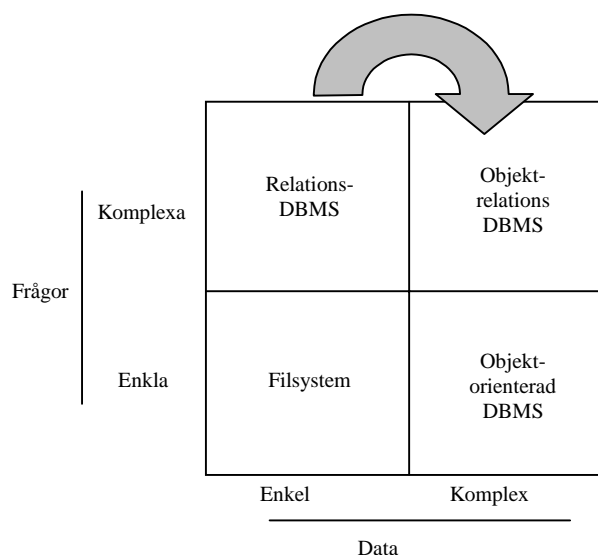 Relations-
DBMS
Objekt-
relations
DBMS
Komplexa
Frågor
Enkla
Filsystem
Objekt-
orienterad
DBMS
Enkel
Komplex
Data